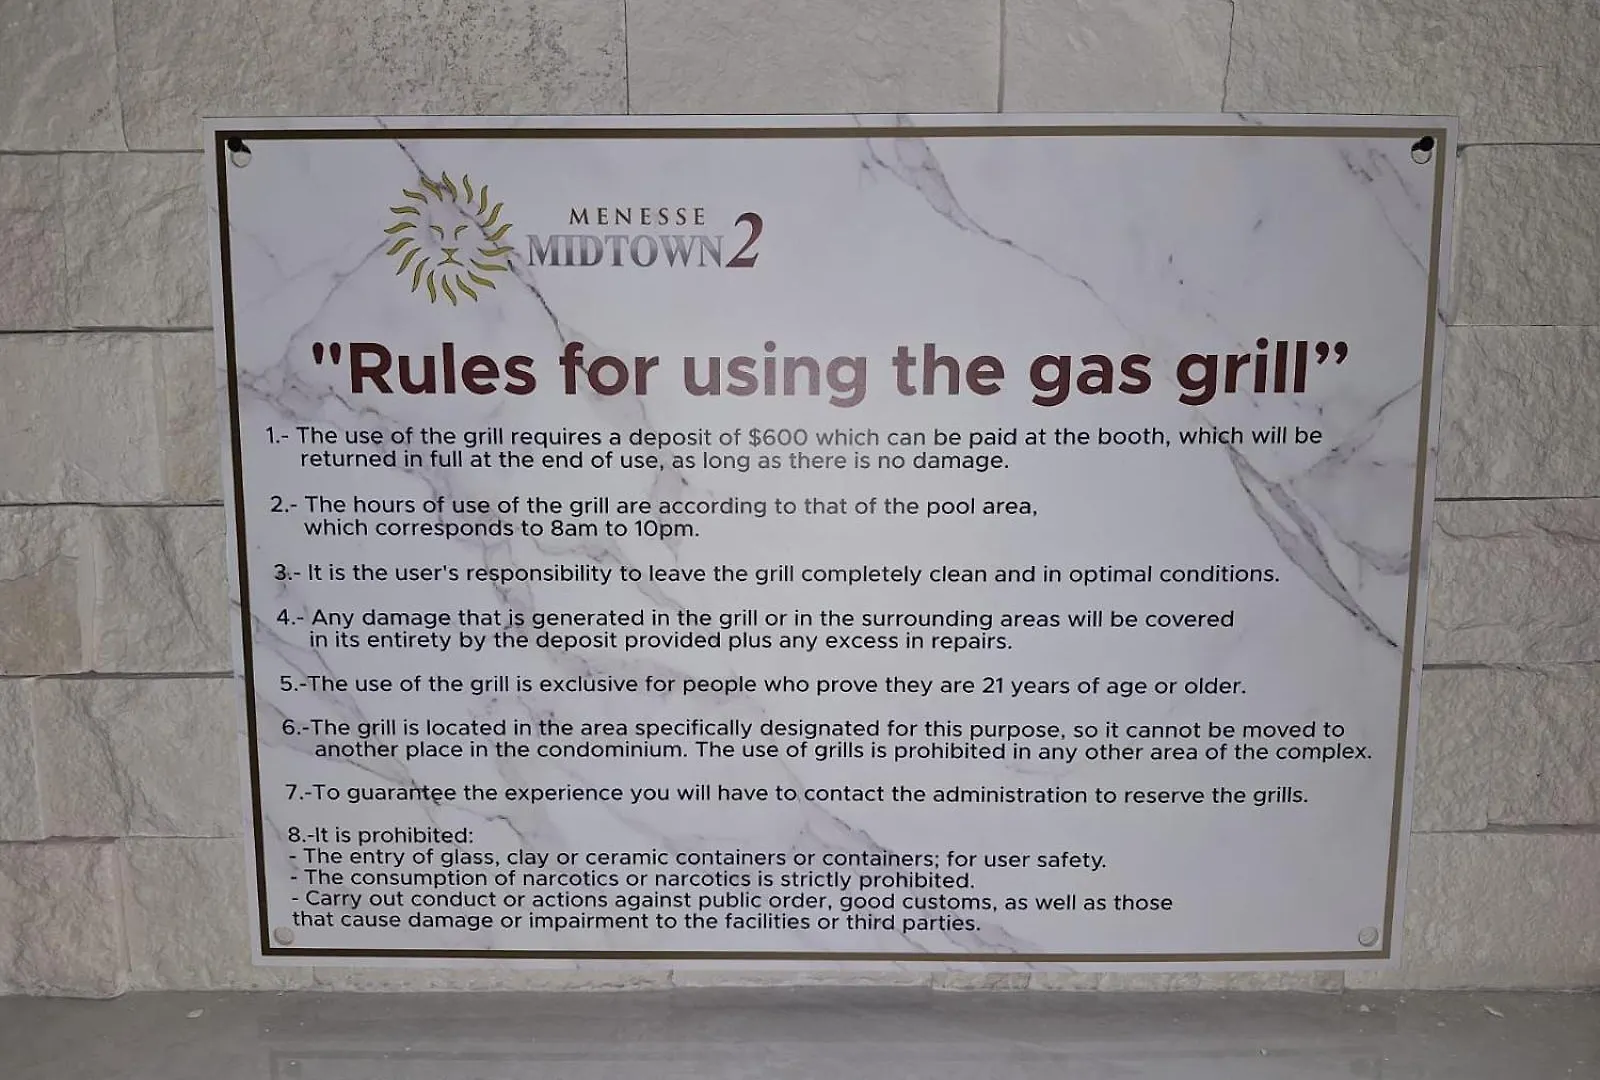 MENESSE
MIDTOWN 2
"Rules for using the gas grill”
1.- The use of the grill requires a deposit of $600 which can be paid at the booth, which will be
returned in full at the end of use, as long as there is no damage.
2.- The hours of use of the grill are according to that of the pool area,
which corresponds to 8am to 10pm.
3.- It is the user's responsibility to leave the grill completely clean and in optimal conditions.
4.- Any damage that is generated in the grill or in the surrounding areas will be covered
in its entirety by the deposit provided plus any excess in repairs.
5.-The use of the grill is exclusive for people who prove they are 21 years of age or older.
6.-The grill is located in the area specifically designated for this purpose, so it cannot be moved to
another place in the condominium. The use of grills is prohibited in any other area of the complex.
7.-To guarantee the experience you will have to contact the administration to reserve the grills.
8.-It is prohibited:
- The entry of glass, clay or ceramic containers or containers; for user safety.
- The consumption of narcotics or narcotics is strictly prohibited.
- Carry out conduct or actions against public order, good customs, as well as those
that cause damage or impairment to the facilities or third parties.